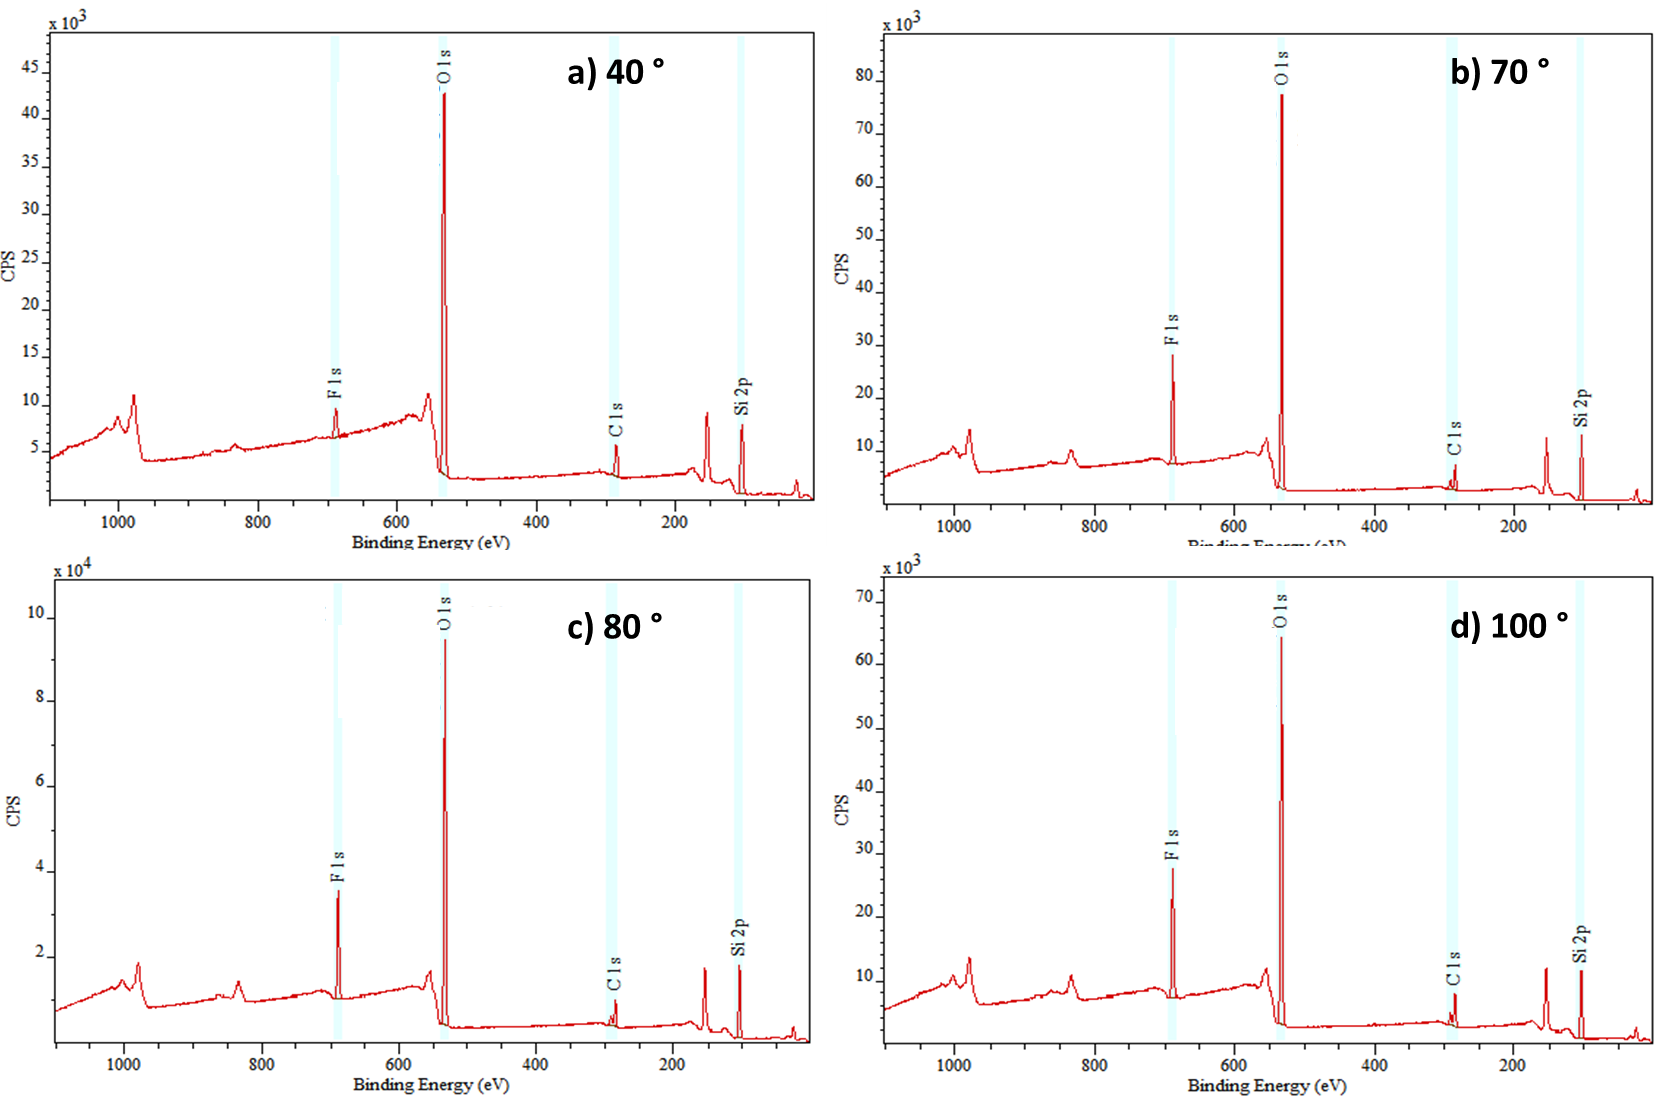 x 10³
a) 40 °
O 1s
F 1s
C 1s
Si 2p
45
40
35
30
25
20
15
10
5
CPS
1000 800 600 400 200
Binding Energy (eV)
x 10³
b) 70 °
O 1s
F 1s
C 1s
Si 2p
80
70
60
50
40
30
20
10
CPS
1000 800 600 400 200
Binding Energy (eV)
x 10⁴
c) 80 °
O 1s
F 1s
C 1s
Si 2p
10
8
6
4
2
CPS
1000 800 600 400 200
Binding Energy (eV)
x 10³
d) 100 °
O 1s
F 1s
C 1s
Si 2p
70
60
50
40
30
20
10
CPS
1000 800 600 400 200
Binding Energy (eV)